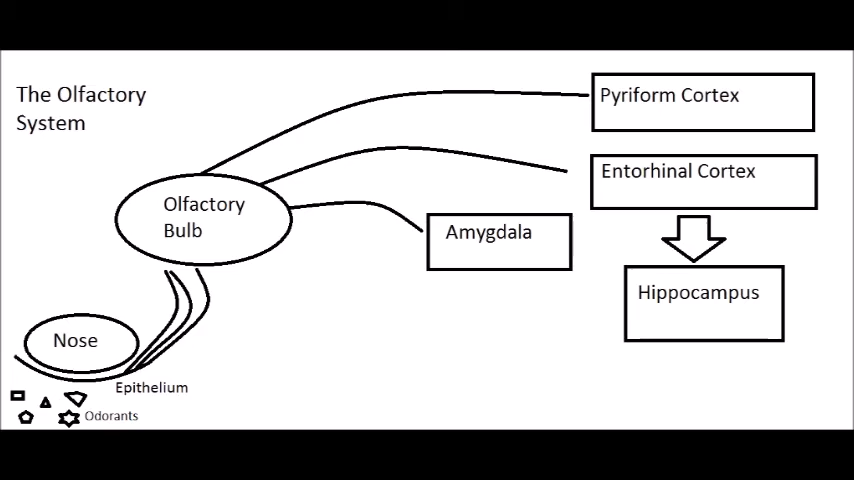 The Olfactory
System
Pyriform Cortex
Entorhinal Cortex
Olfactory
Bulb
Amygdala
Hippocampus
Nose
Epithelium
Odorants